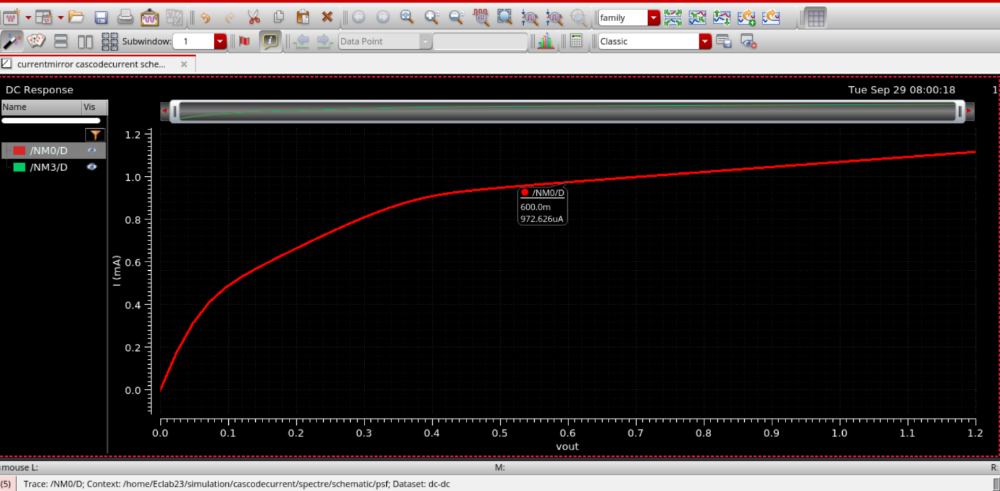 family
Subwindow: 1
Data Point
Classic
currentmirror cascodecurrent sche...
DC Response
Tue Sep 29 08:00:18
1
Name
Vis
/NM0/D
/NM3/D
1.2
1.0
0.8
0.6
0.4
0.2
0.0
I (mA)
/NM0/D
600.0m
972.626uA
0.0 0.1 0.2 0.3 0.4 0.5 0.6 0.7 0.8 0.9 1.0 1.1 1.2
vout
mouse L:
M:
R:
(5) Trace: /NM0/D; Context: /home/Eclab23/simulation/cascodecurrent/spectre/schematic/psf; Dataset: dc-dc